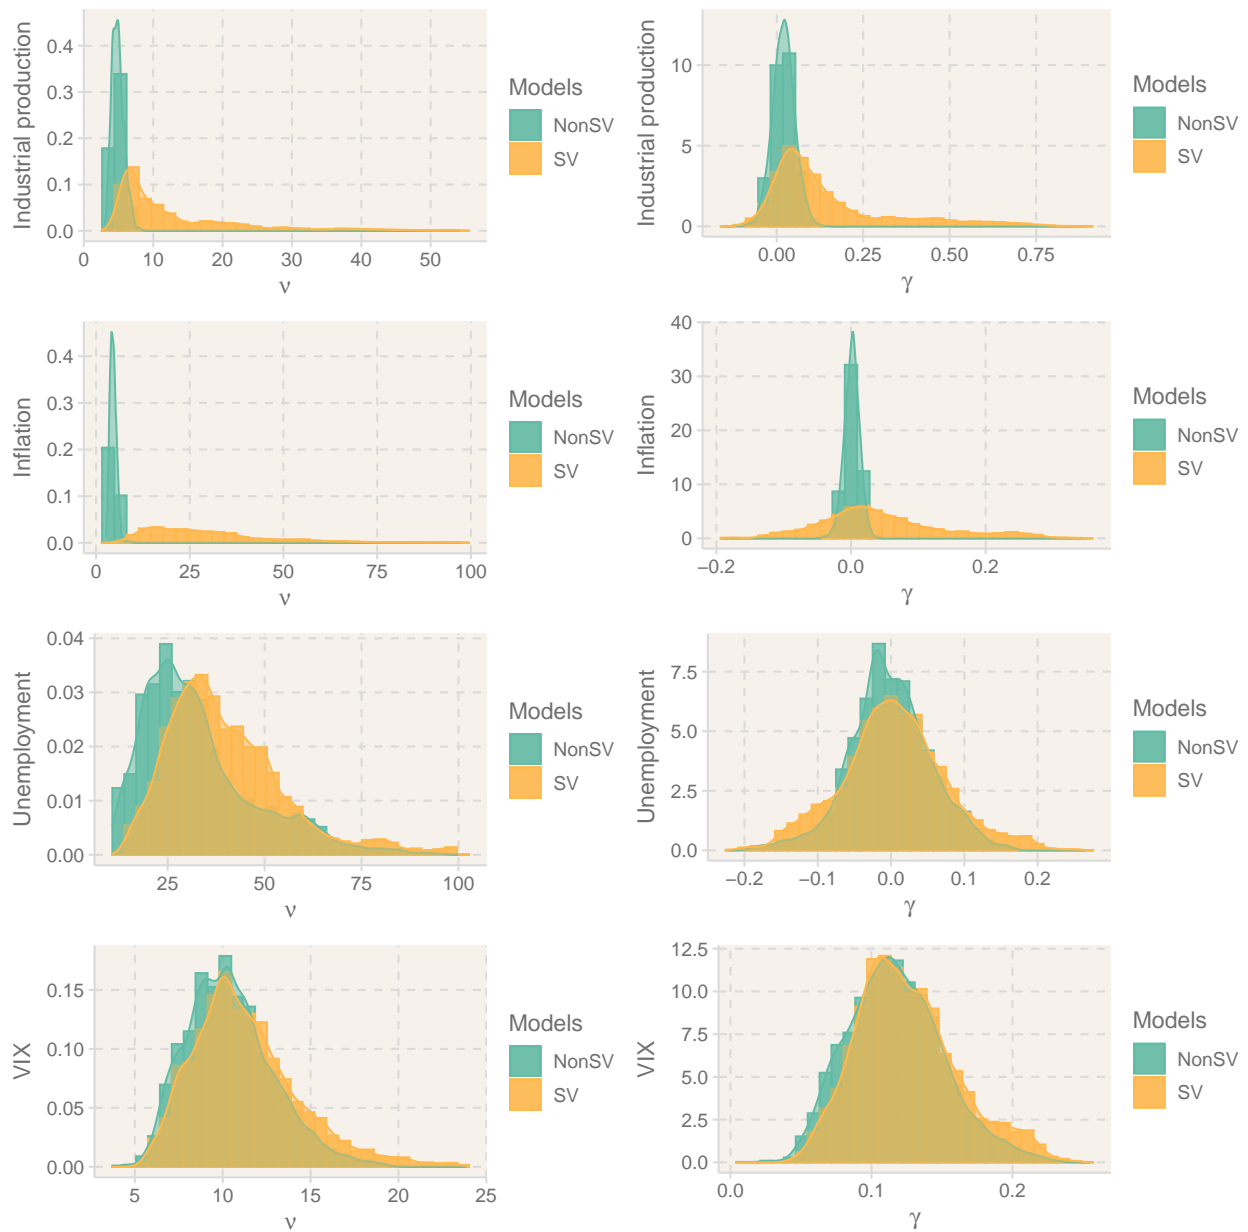 Industrial production
0.4
0.3
0.2
0.1
0.0
0 10 20 30 40 50
ν
Models
NonSV
SV
Industrial production
10
5
0
0.00 0.25 0.50 0.75
γ
Models
NonSV
SV
Inflation
0.4
0.3
0.2
0.1
0.0
0 25 50 75 100
ν
Models
NonSV
SV
Inflation
40
30
20
10
0
−0.2 0.0 0.2
γ
Models
NonSV
SV
Unemployment
0.04
0.03
0.02
0.01
0.00
25 50 75 100
ν
Models
NonSV
SV
Unemployment
7.5
5.0
2.5
0.0
−0.2 −0.1 0.0 0.1 0.2
γ
Models
NonSV
SV
VIX
0.15
0.10
0.05
0.00
5 10 15 20 25
ν
Models
NonSV
SV
VIX
12.5
10.0
7.5
5.0
2.5
0.0
0.0 0.1 0.2
γ
Models
NonSV
SV